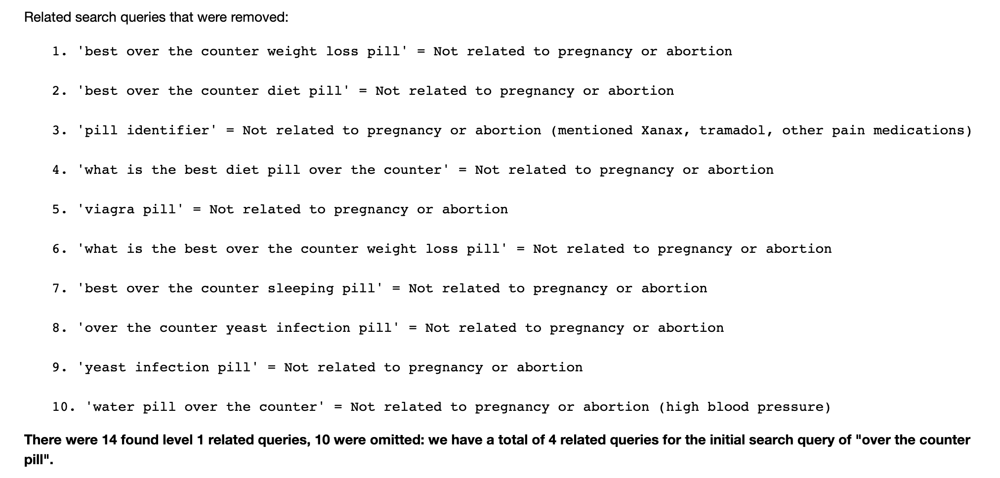 Related search queries that were removed:
1. 'best over the counter weight loss pill' = Not related to pregnancy or abortion
2. 'best over the counter diet pill' = Not related to pregnancy or abortion
3. 'pill identifier' = Not related to pregnancy or abortion (mentioned Xanax, tramadol, other pain medications)
4. 'what is the best diet pill over the counter' = Not related to pregnancy or abortion
5. 'viagra pill' = Not related to pregnancy or abortion
6. 'what is the best over the counter weight loss pill' = Not related to pregnancy or abortion
7. 'best over the counter sleeping pill' = Not related to pregnancy or abortion
8. 'over the counter yeast infection pill' = Not related to pregnancy or abortion
9. 'yeast infection pill' = Not related to pregnancy or abortion
10. 'water pill over the counter' = Not related to pregnancy or abortion (high blood pressure)
There were 14 found level 1 related queries, 10 were omitted: we have a total of 4 related queries for the initial search query of "over the counter
pill".